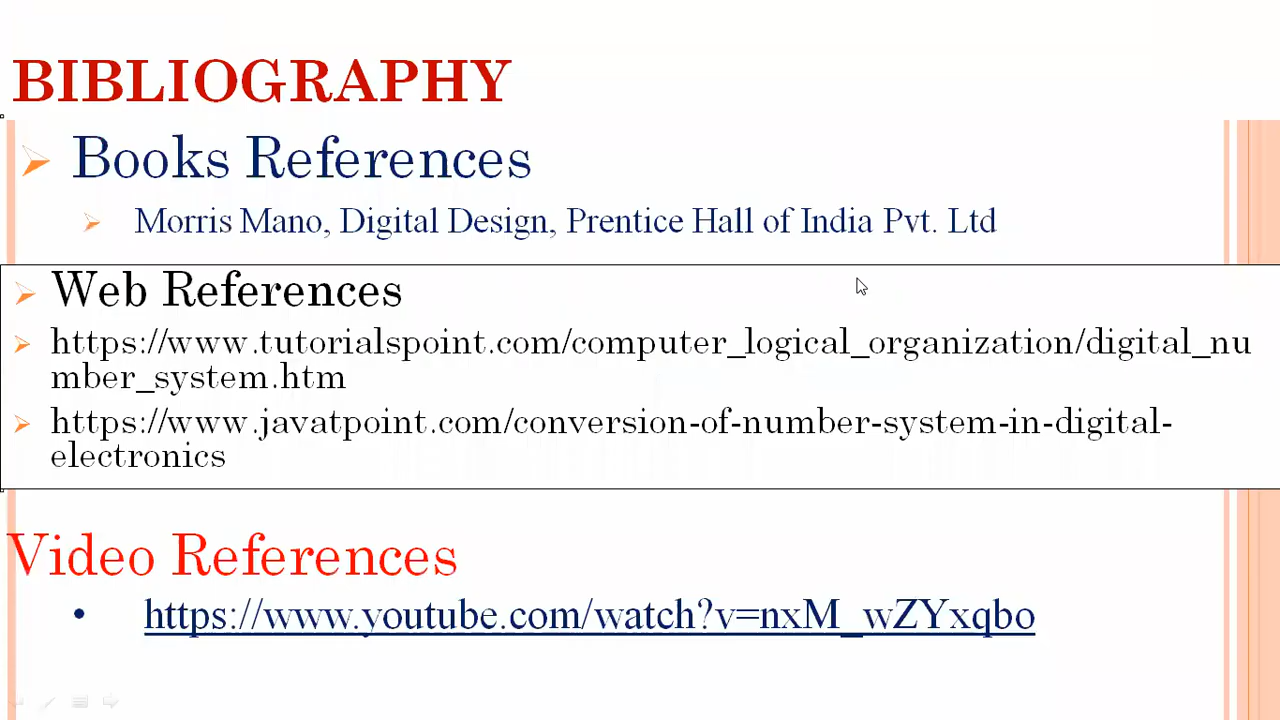 BIBLIOGRAPHY
Books References
Morris Mano, Digital Design, Prentice Hall of India Pvt. Ltd
Web References
https://www.tutorialspoint.com/computer_logical_organization/digital_nu
mber_system.htm
https://www.javatpoint.com/conversion-of-number-system-in-digital-
electronics
Video References
• https://www.youtube.com/watch?v=nxM_wZYxqbo